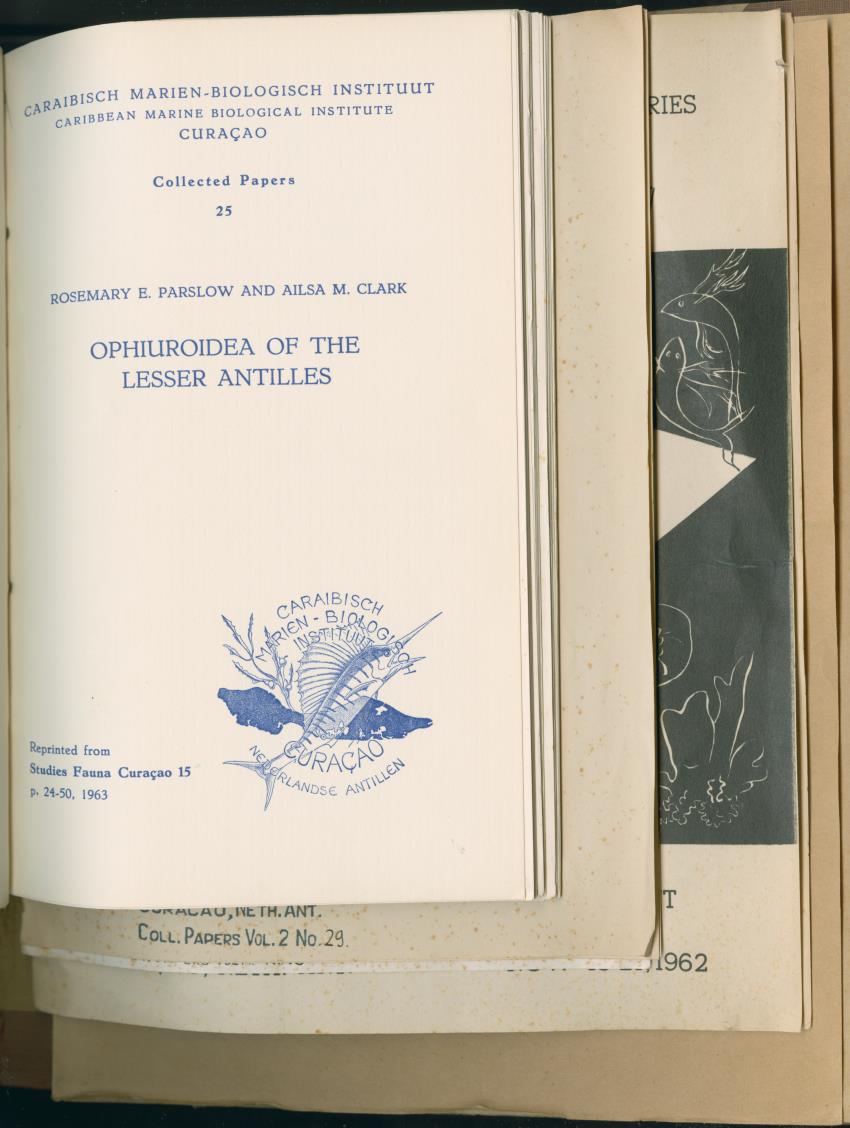 CARAIBISCH MARIEN-BIOLOGISCH INSTITUUT
CARIBBEAN MARINE BIOLOGICAL INSTITUTE
CURAÇAO
Collected Papers
25
ROSEMARY E. PARSLOW AND AILSA M. CLARK
OPHIUROIDEA OF THE
LESSER ANTILLES
CARAIBISCH
MARIEN-BIOLOGISCH
INSTITUUT
CURAÇAO
NEDERLANDSE ANTILLEN
Reprinted from
Studies Fauna Curaçao 15
p. 24-50, 1963
CURAÇAO, NETH. ANT.
COLL. PAPERS VOL. 2 No. 29.
RIES
T
1962